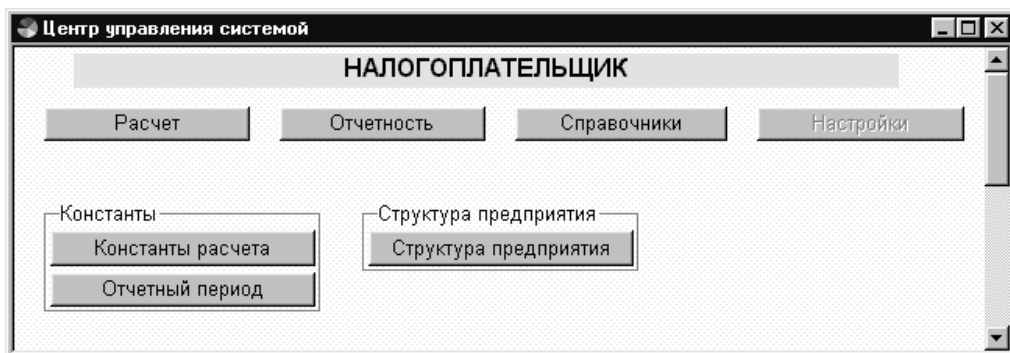 Центр управления системой
НАЛОГОПЛАТЕЛЬЩИК
Расчет Отчетность Справочники Настройки
Константы Структура предприятия
Константы расчета Структура предприятия
Отчетный период